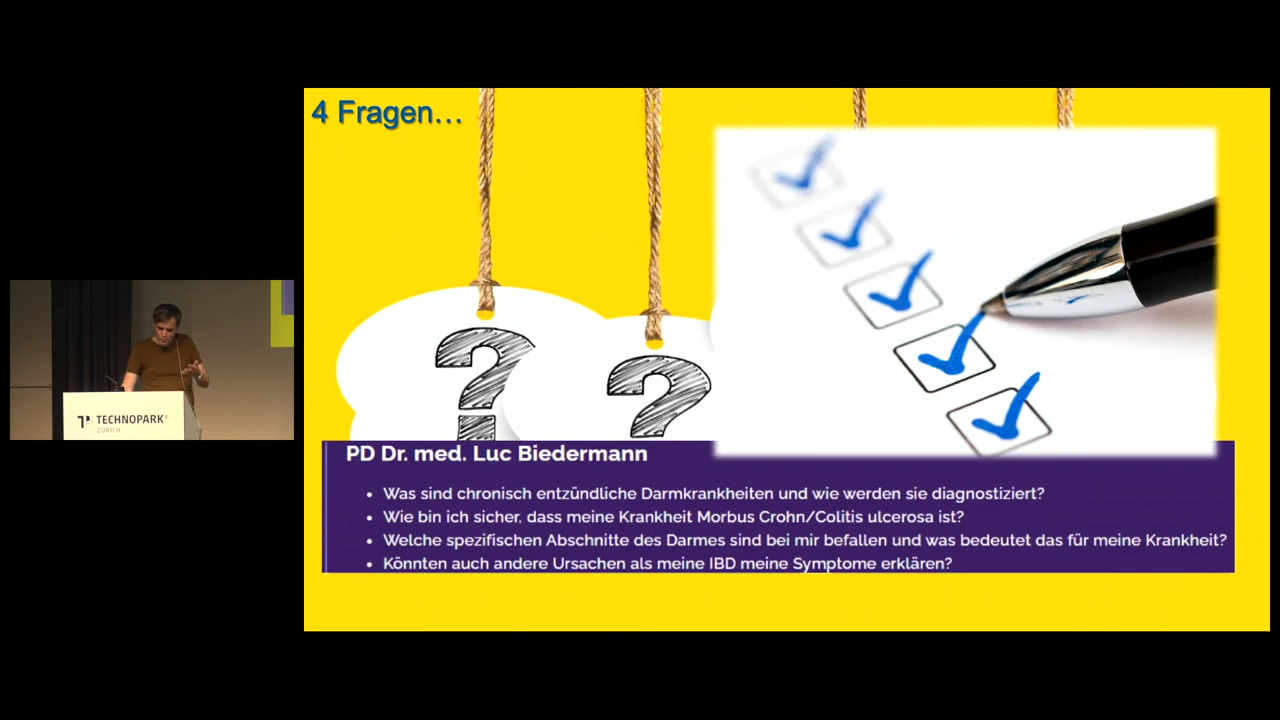 4 Fragen…
TECHNOPARK®
ZÜRICH
PD Dr. med. Luc Biedermann
• Was sind chronisch entzündliche Darmkrankheiten und wie werden sie diagnostiziert?
• Wie bin ich sicher, dass meine Krankheit Morbus Crohn/Colitis ulcerosa ist?
• Welche spezifischen Abschnitte des Darmes sind bei mir befallen und was bedeutet das für meine Krankheit?
• Könnten auch andere Ursachen als meine IBD meine Symptome erklären?